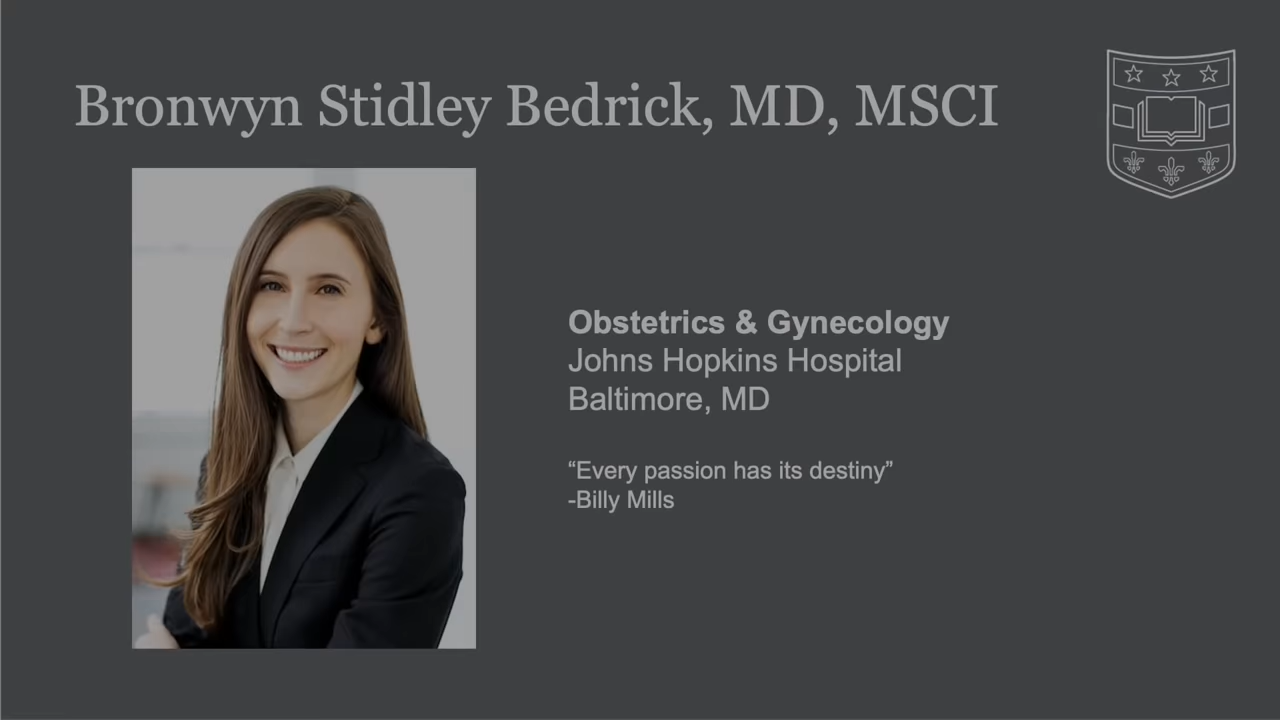 Bronwyn Stidley Bedrick, MD, MSCI
Obstetrics & Gynecology
Johns Hopkins Hospital
Baltimore, MD
“Every passion has its destiny”
-Billy Mills